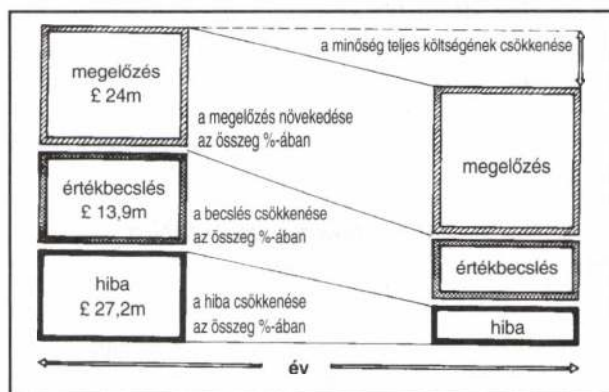 a minőség teljes költségének csökkenése
megelőzés
£ 24m
a megelőzés növekedése
az összeg %-ában
megelőzés
értékbecslés
£ 13,9m
a becslés csökkenése
az összeg %-ában
értékbecslés
hiba
£ 27,2m
a hiba csökkenése
az összeg %-ában
hiba
év